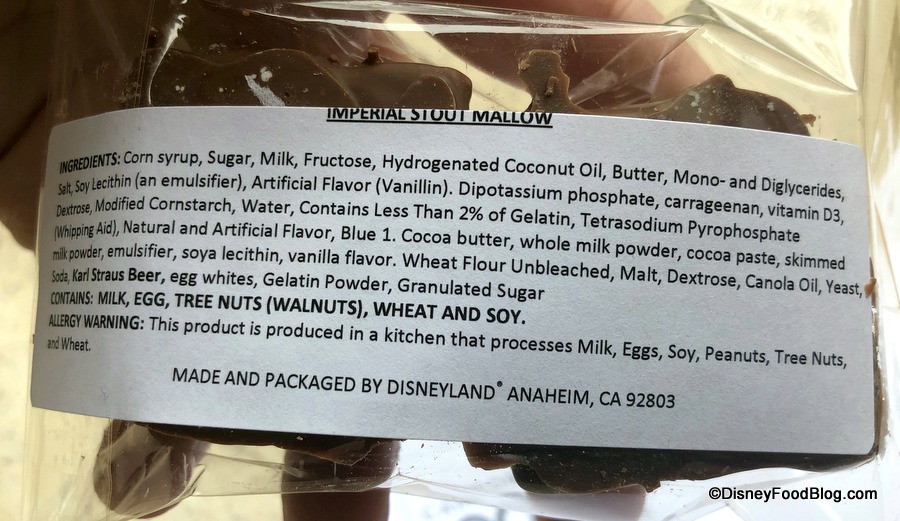 IMPERIAL STOUT MALLOW
INGREDIENTS: Corn syrup, Sugar, Milk, Fructose, Hydrogenated Coconut Oil, Butter, Mono- and Diglycerides,
Salt, Soy Lecithin (an emulsifier), Artificial Flavor (Vanillin). Dipotassium phosphate, carrageenan, vitamin D3,
Dextrose, Modified Cornstarch, Water, Contains Less Than 2% of Gelatin, Tetrasodium Pyrophosphate
(Whipping Aid), Natural and Artificial Flavor, Blue 1. Cocoa butter, whole milk powder, cocoa paste, skimmed
milk powder, emulsifier, soya lecithin, vanilla flavor. Wheat Flour Unbleached, Malt, Dextrose, Canola Oil, Yeast,
Soda, Karl Straus Beer, egg whites, Gelatin Powder, Granulated Sugar
CONTAINS: MILK, EGG, TREE NUTS (WALNUTS), WHEAT AND SOY.
ALLERGY WARNING: This product is produced in a kitchen that processes Milk, Eggs, Soy, Peanuts, Tree Nuts,
and Wheat.
MADE AND PACKAGED BY DISNEYLAND® ANAHEIM, CA 92803
©DisneyFoodBlog.com